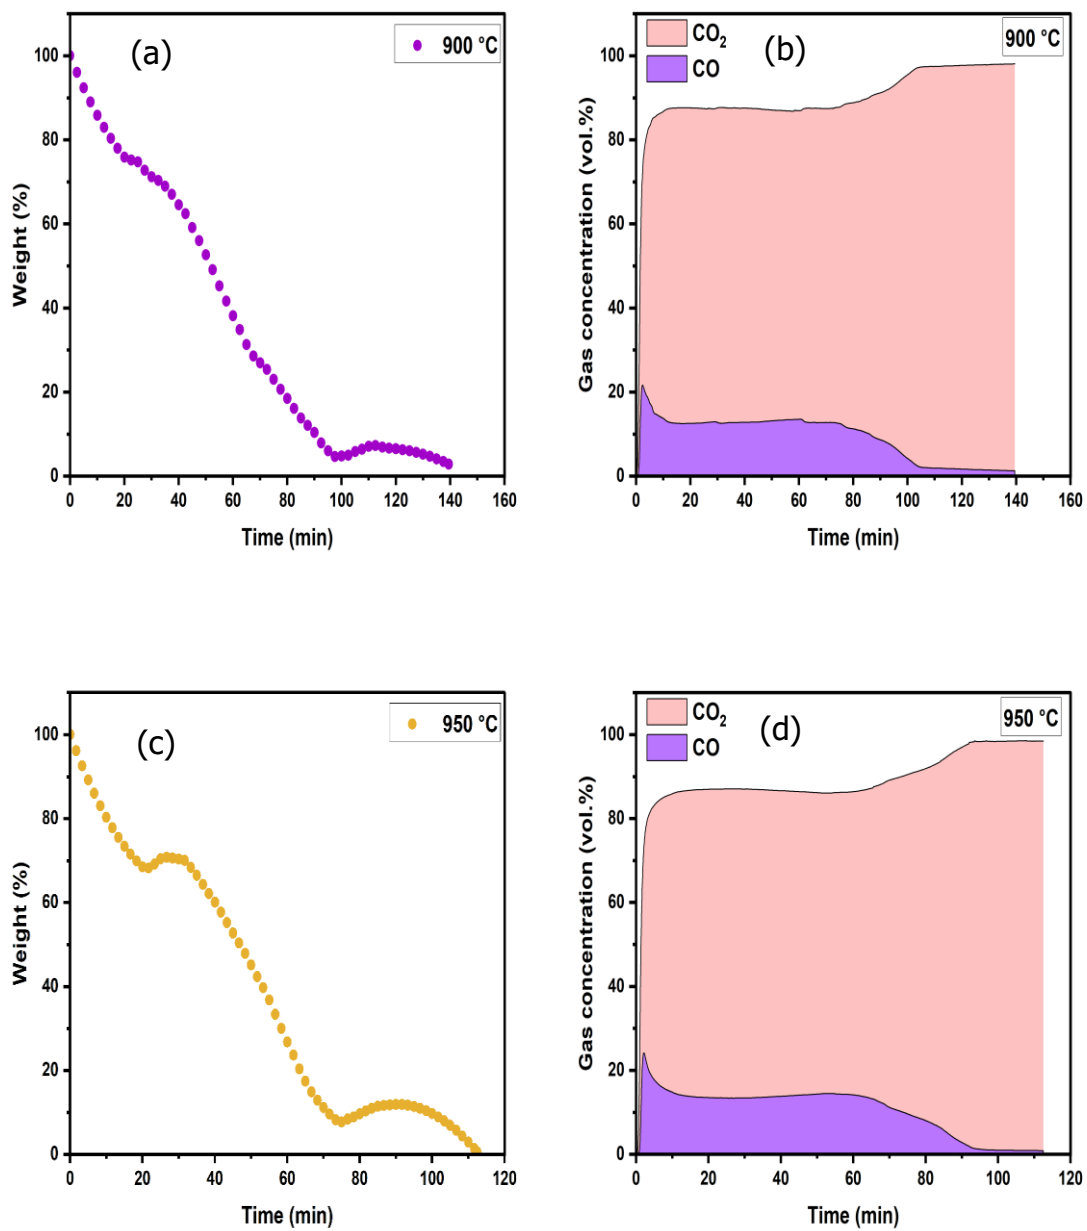 (a)
900 °C
100
80
60
40
20
0
Weight (%)
0 20 40 60 80 100 120 140 160
Time (min)
CO₂
CO
(b)
900 °C
100
80
60
40
20
0
Gas concentration (vol.%)
0 20 40 60 80 100 120 140 160
Time (min)
(c)
950 °C
100
80
60
40
20
0
Weight (%)
0 20 40 60 80 100 120
Time (min)
CO₂
CO
(d)
950 °C
100
80
60
40
20
0
Gas concentration (vol.%)
0 20 40 60 80 100 120
Time (min)